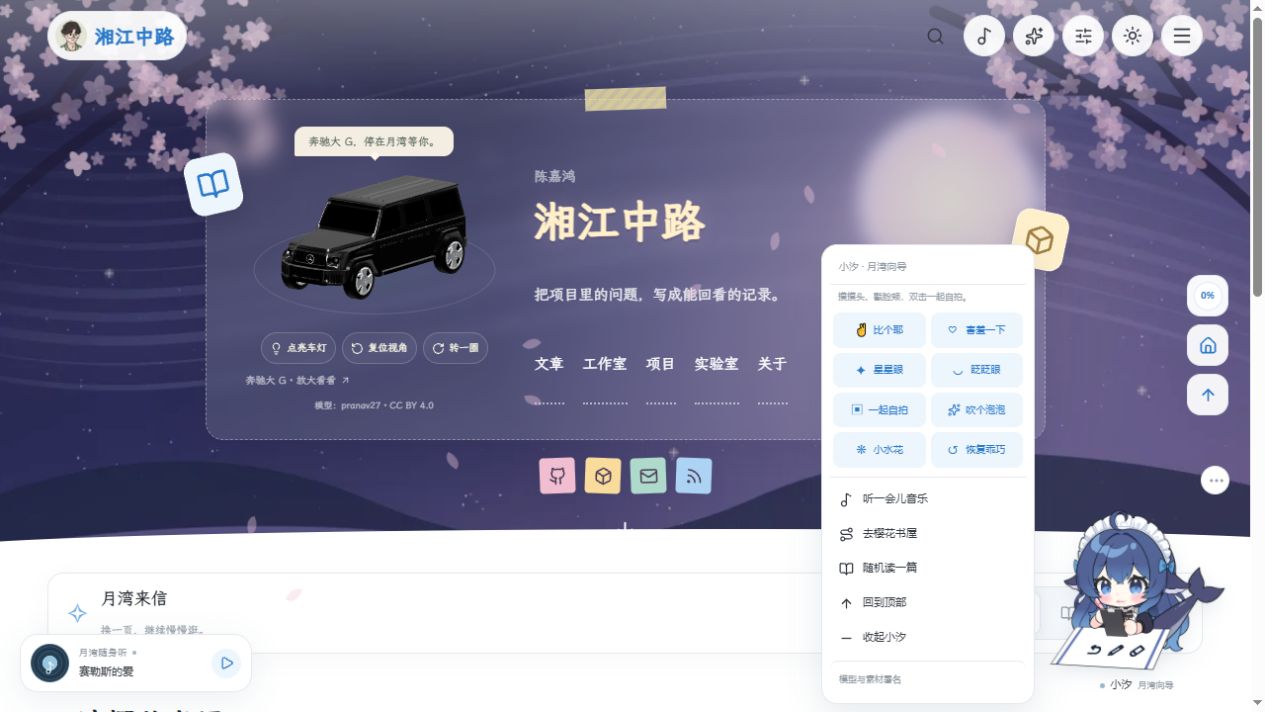 湘江中路
奔驰大 G，停在月湾等你。
陈嘉鸿
湘江中路
把项目里的问题，写成能回看的记录。
点亮车灯
复位视角
转一圈
奔驰大 G · 放大看看 ↗
模型：pranav27 · CC BY 4.0
文章 工作室 项目 实验室 关于
小汐 · 月湾向导
摸摸头、戳脸颊，双击一起自拍。
比个耶
害羞一下
星星眼
眨眨眼
一起自拍
吹个泡泡
小水花
恢复乖巧
听一会儿音乐
去樱花书屋
随机读一篇
回到顶部
收起小汐
模型与素材署名
0%
月湾来信
换一页，继续慢慢逛。
月湾随身听
赛勒斯的爱
小汐 月湾向导